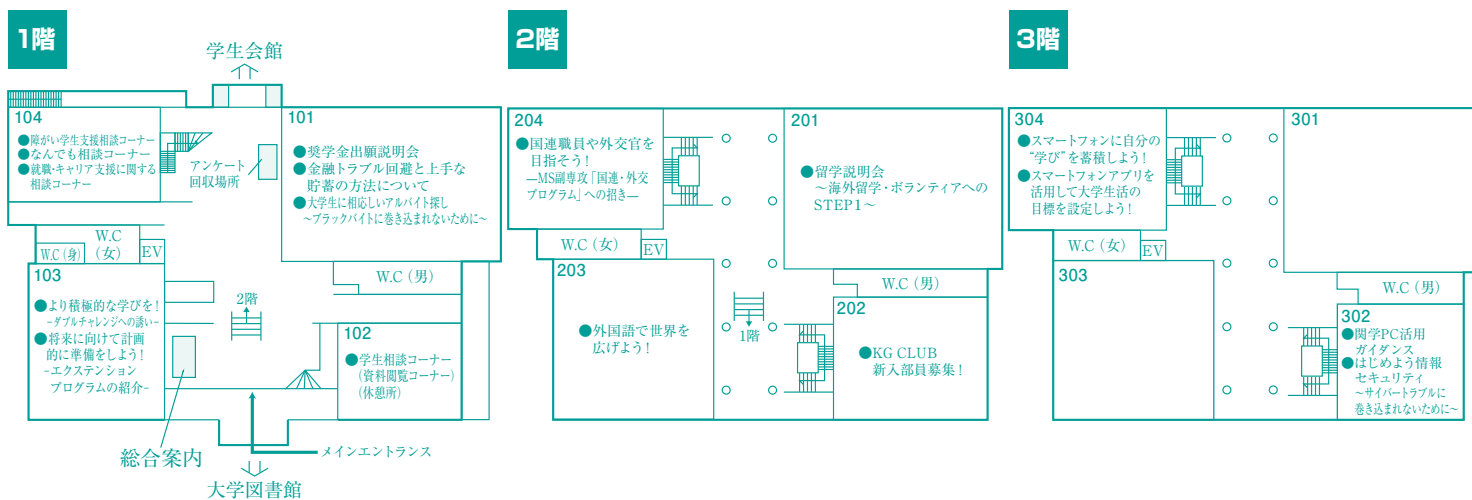 1階
学生会館
104
●障がい学生支援相談コーナー
●なんでも相談コーナー
●就職・キャリア支援に関する
相談コーナー
アンケート
回収場所
101
●奨学金出願説明会
●金融トラブル回避と上手な
貯蓄の方法について
●大学生に相応しいアルバイト探し
~ブラックバイトに巻き込まれないために~
W.C(身)
W.C
(女)
EV
W.C(男)
103
●より積極的な学びを!
-ダブルチャレンジへの誘い-
●将来に向けて計画
的に準備をしよう!
-エクステンション
プログラムの紹介-
2階
102
●学生相談コーナー
(資料閲覧コーナー)
(休憩所)
総合案内
メインエントランス
大学図書館
2階
204
●国連職員や外交官を
目指そう!
―MS副専攻「国連・外交
プログラム」への招き―
201
●留学説明会
~海外留学・ボランティアへの
STEP1~
W.C(女)
EV
W.C(男)
203
●外国語で世界を
広げよう!
1階
202
●KG CLUB
新入部員募集!
3階
304
●スマートフォンに自分の
“学び”を蓄積しよう!
●スマートフォンアプリを
活用して大学生活の
目標を設定しよう!
301
W.C(女)
EV
W.C(男)
303
302
●関学PC活用
ガイダンス
●はじめよう情報
セキュリティ
~サイバートラブルに
巻き込まれないために~